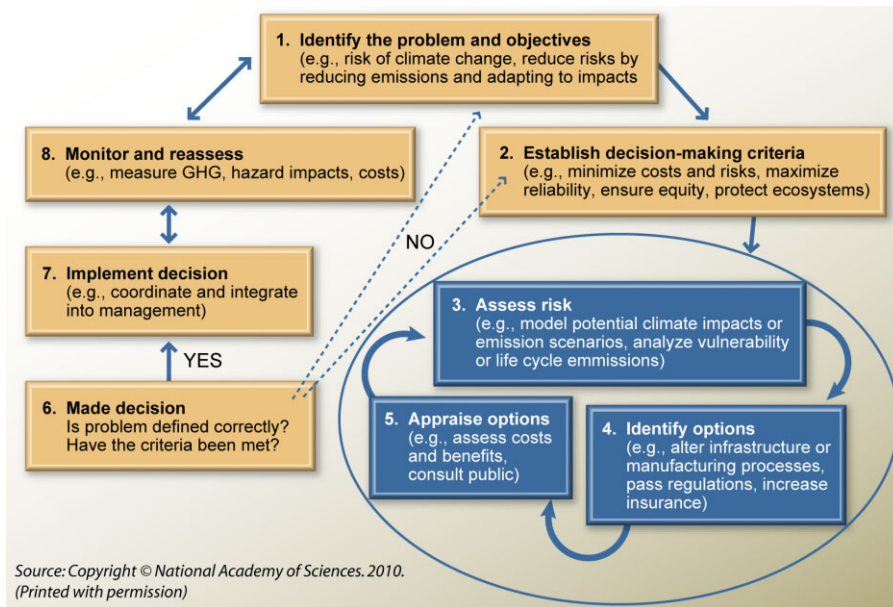 1. Identify the problem and objectives
(e.g., risk of climate change, reduce risks by
reducing emissions and adapting to impacts
8. Monitor and reassess
(e.g., measure GHG, hazard impacts, costs)
2. Establish decision-making criteria
(e.g., minimize costs and risks, maximize
reliability, ensure equity, protect ecosystems)
NO
7. Implement decision
(e.g., coordinate and integrate
into management)
3. Assess risk
(e.g., model potential climate impacts or
emission scenarios, analyze vulnerability
or life cycle emmissions)
YES
6. Made decision
Is problem defined correctly?
Have the criteria been met?
5. Appraise options
(e.g., assess costs
and benefits,
consult public)
4. Identify options
(e.g., alter infrastructure or
manufacturing processes,
pass regulations, increase
insurance)
Source: Copyright © National Academy of Sciences. 2010.
(Printed with permission)